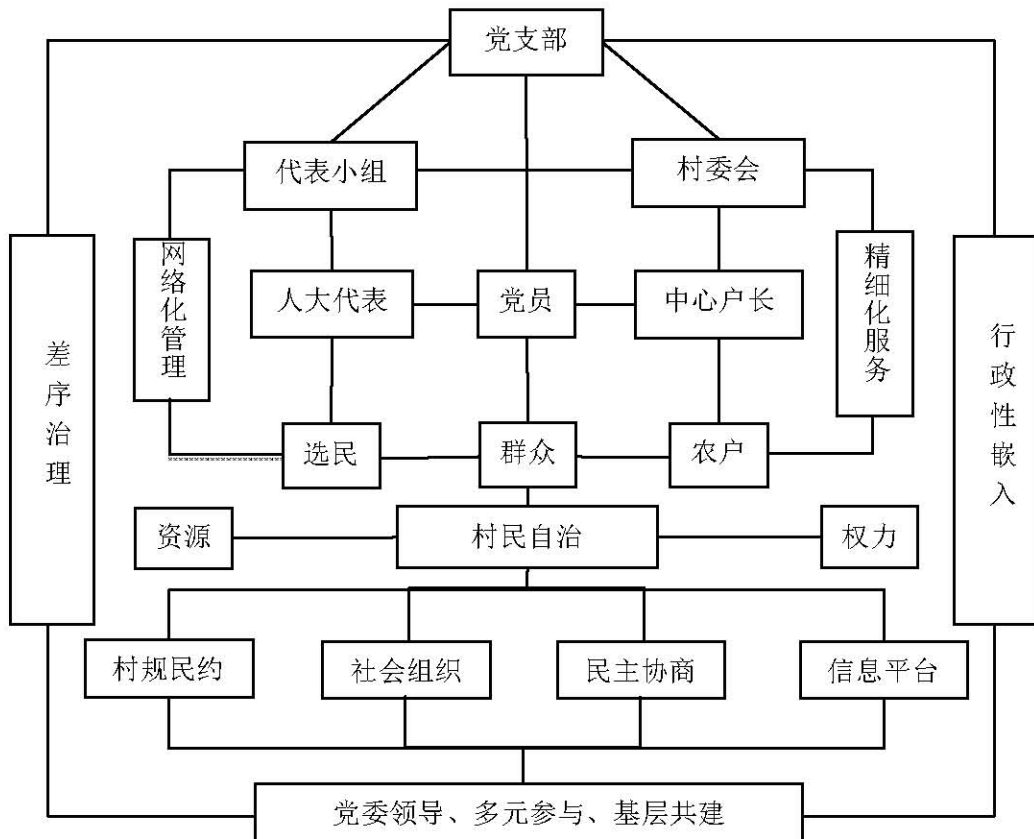 党支部
代表小组
村委会
网络化管理
精细化服务
人大代表
党员
中心户长
差序治理
行政性嵌入
选民
群众
农户
资源
村民自治
权力
村规民约
社会组织
民主协商
信息平台
党委领导、多元参与、基层共建